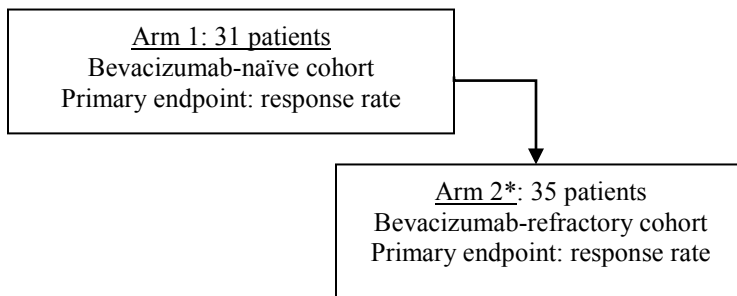 Arm 1: 31 patients
Bevacizumab-naïve cohort
Primary endpoint: response rate
Arm 2*: 35 patients
Bevacizumab-refractory cohort
Primary endpoint: response rate